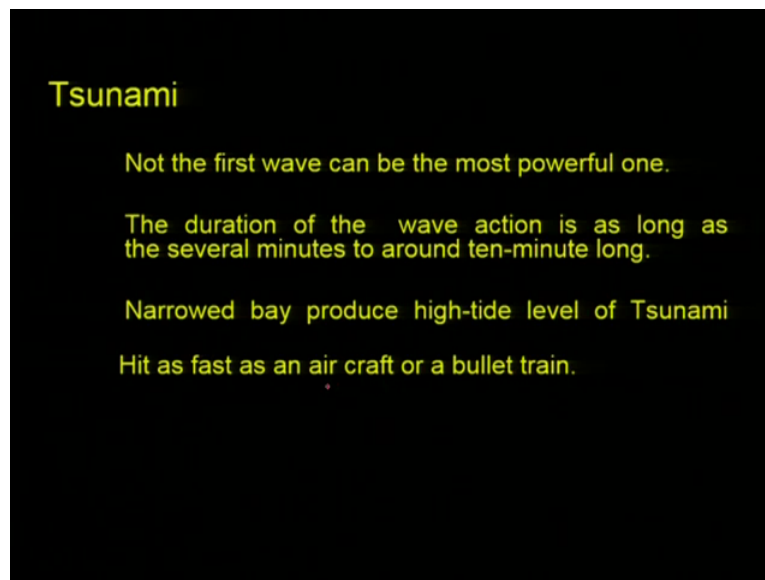 Tsunami
Not the first wave can be the most powerful one.
The duration of the wave action is as long as
the several minutes to around ten-minute long.
Narrowed bay produce high-tide level of Tsunami
Hit as fast as an air craft or a bullet train.